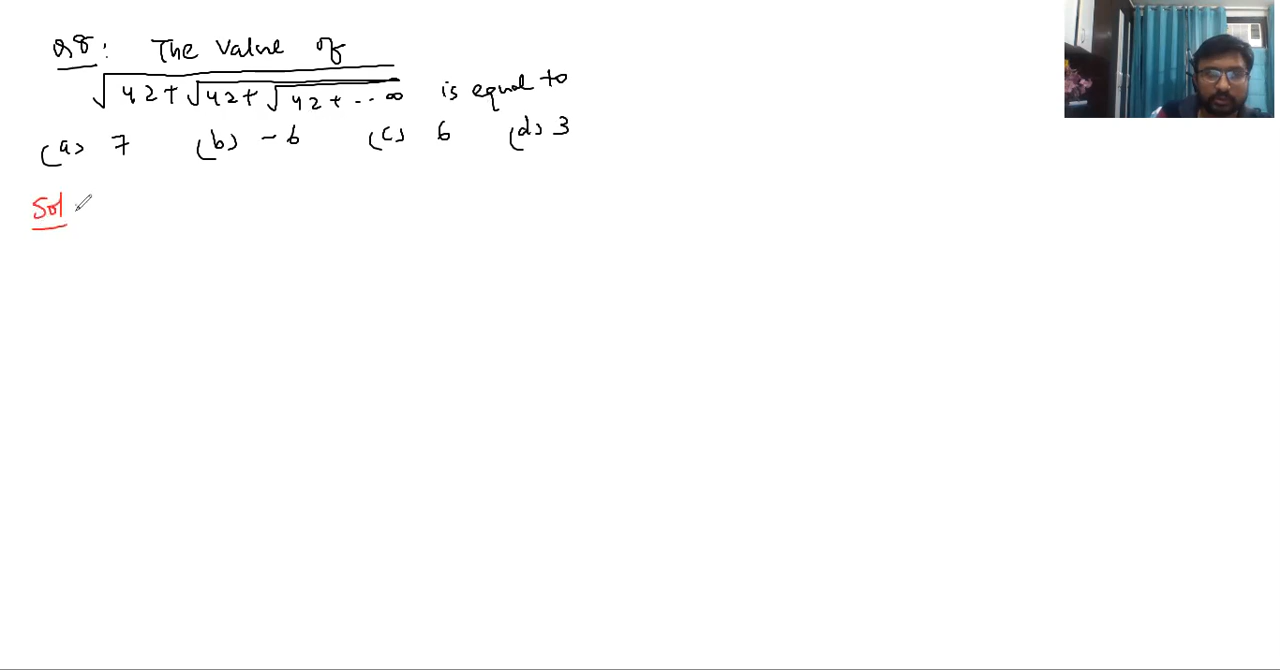 Q8: The value of
√42+√42+√42+...∞ is equal to
(a) 7 (b) -6 (c) 6 (d) 3
Sol